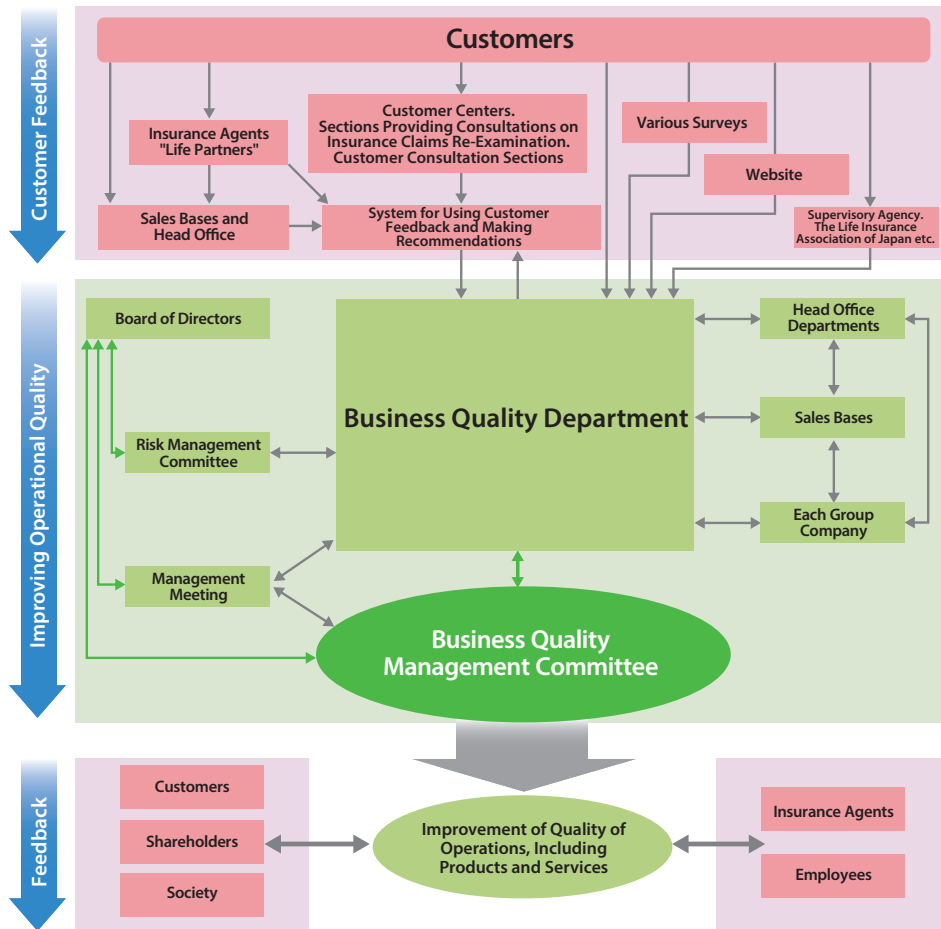 Customer Feedback
Customers
Insurance Agents
"Life Partners"
Customer Centers.
Sections Providing Consultations on
Insurance Claims Re-Examination.
Customer Consultation Sections
Various Surveys
Website
Sales Bases and
Head Office
System for Using Customer
Feedback and Making
Recommendations
Supervisory Agency.
The Life Insurance
Association of Japan etc.
Improving Operational Quality
Board of Directors
Business Quality Department
Head Office
Departments
Sales Bases
Risk Management
Committee
Each Group
Company
Management
Meeting
Business Quality
Management Committee
Feedback
Customers
Shareholders
Society
Improvement of Quality of
Operations, Including
Products and Services
Insurance Agents
Employees